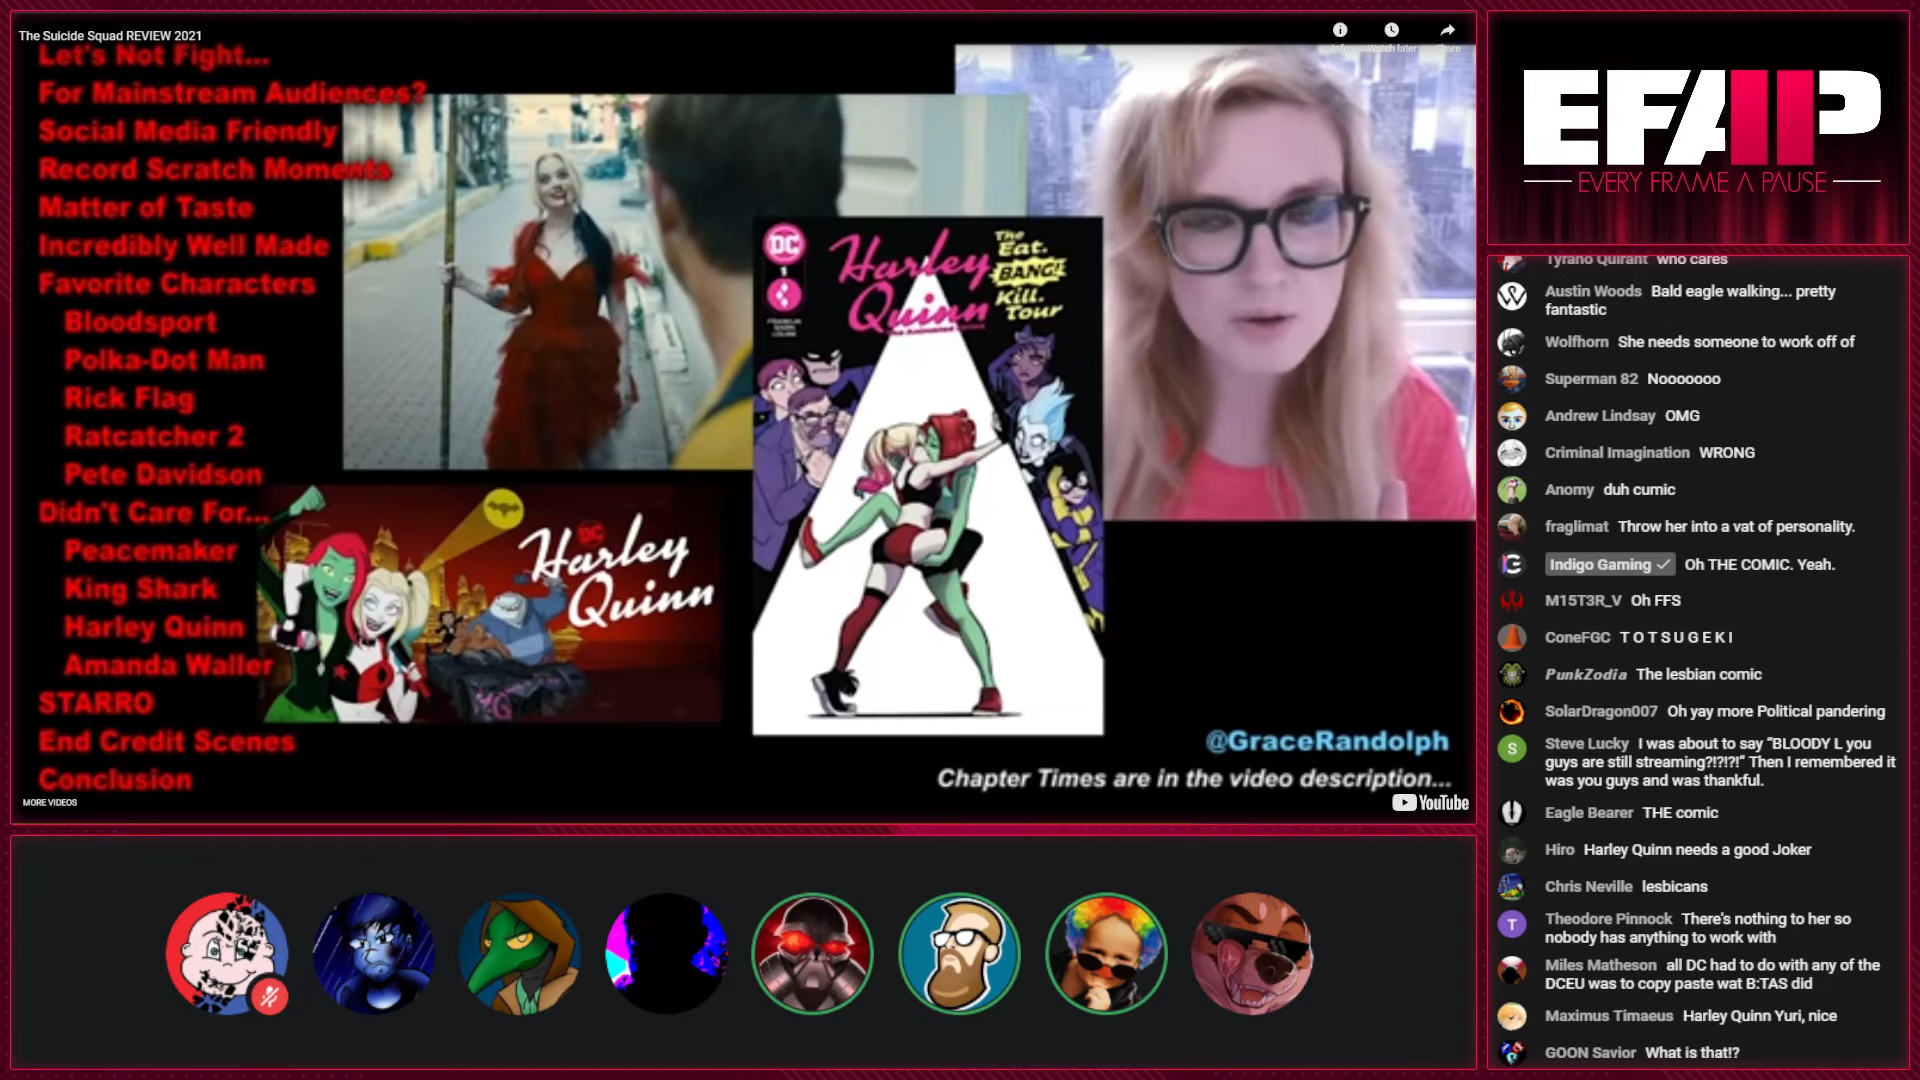 The Suicide Squad REVIEW 2021
Info
Watch later
Share
Let's Not Fight...
For Mainstream Audiences?
Social Media Friendly
Record Scratch Moments
Matter of Taste
Incredibly Well Made
Favorite Characters
Bloodsport
Polka-Dot Man
Rick Flag
Ratcatcher 2
Pete Davidson
Didn't Care For...
Peacemaker
King Shark
Harley Quinn
Amanda Waller
STARRO
End Credit Scenes
Conclusion
MORE VIDEOS
DC
Harley
Quinn
DC
1
Harley
Quinn
The
Eat.
BANG!
Kill.
Tour
@GraceRandolph
Chapter Times are in the video description...
YouTube
EFAP
EVERY FRAME A PAUSE
Tyrano Quirant who cares
Austin Woods Bald eagle walking... pretty
fantastic
Wolfhorn She needs someone to work off of
Superman 82 Nooooooo
Andrew Lindsay OMG
Criminal Imagination WRONG
Anomy duh cumic
fraglimat Throw her into a vat of personality.
Indigo Gaming Oh THE COMIC. Yeah.
M15T3R_V Oh FFS
ConeFGC T O T S U G E K I
PunkZodia The lesbian comic
SolarDragon007 Oh yay more Political pandering
S
Steve Lucky I was about to say “BLOODY L you
guys are still streaming?!?!?!” Then I remembered it
was you guys and was thankful.
Eagle Bearer THE comic
Hiro Harley Quinn needs a good Joker
Chris Neville lesbicans
T
Theodore Pinnock There's nothing to her so
nobody has anything to work with
Miles Matheson all DC had to do with any of the
DCEU was to copy paste wat B:TAS did
Maximus Timaeus Harley Quinn Yuri, nice
GOON Savior What is that!?